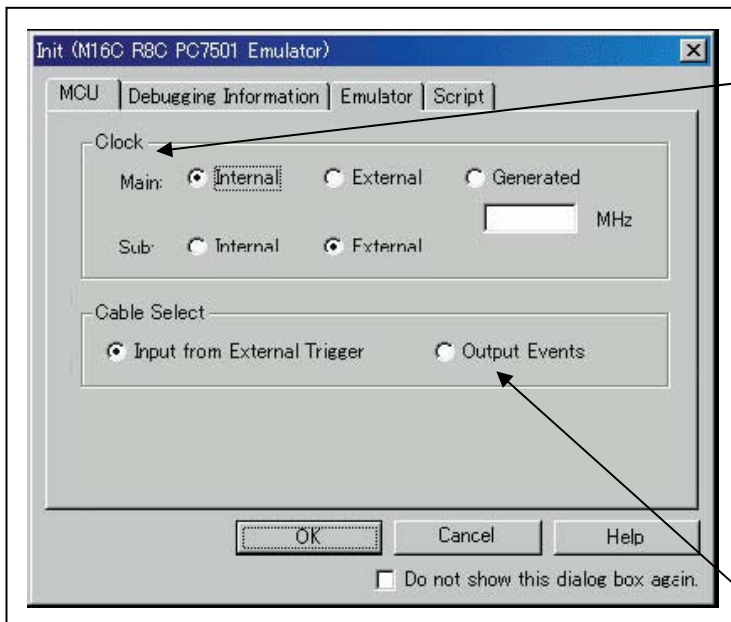 Init (M16C R8C PC7501 Emulator)
MCU Debugging Information Emulator Script
Clock
Main: Internal External Generated
MHz
Sub: Internal External
Cable Select
Input from External Trigger Output Events
OK Cancel Help
Do not show this dialog box again.